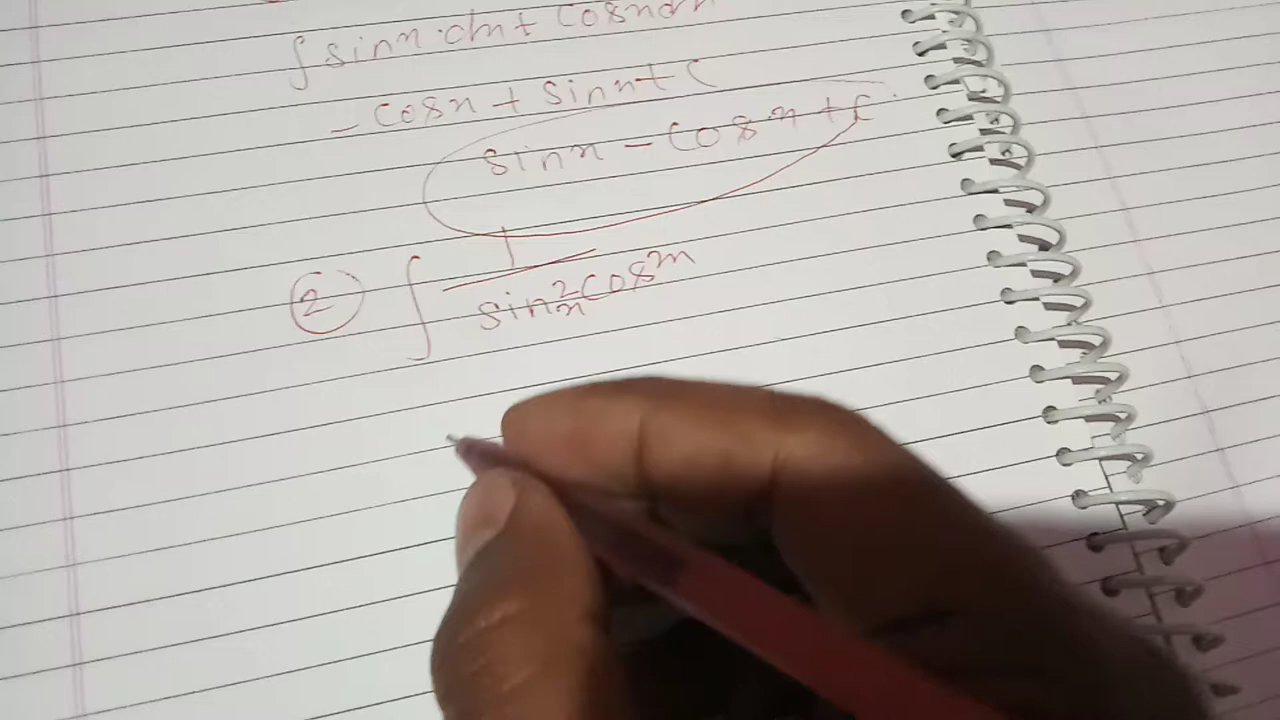 ∫ sinx·dx + cosxdx
- cosx + sinx + C
sinx - cosx + C
② ∫ 1
sin²x cos²x